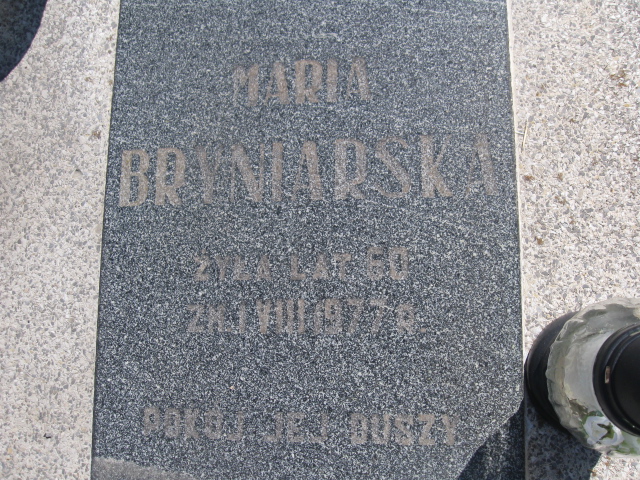 MARIA
BRYNIARSKA
ŻYŁA LAT 60
ZM. 1 VIII 1977 R
POKÓJ JEJ DUSZY